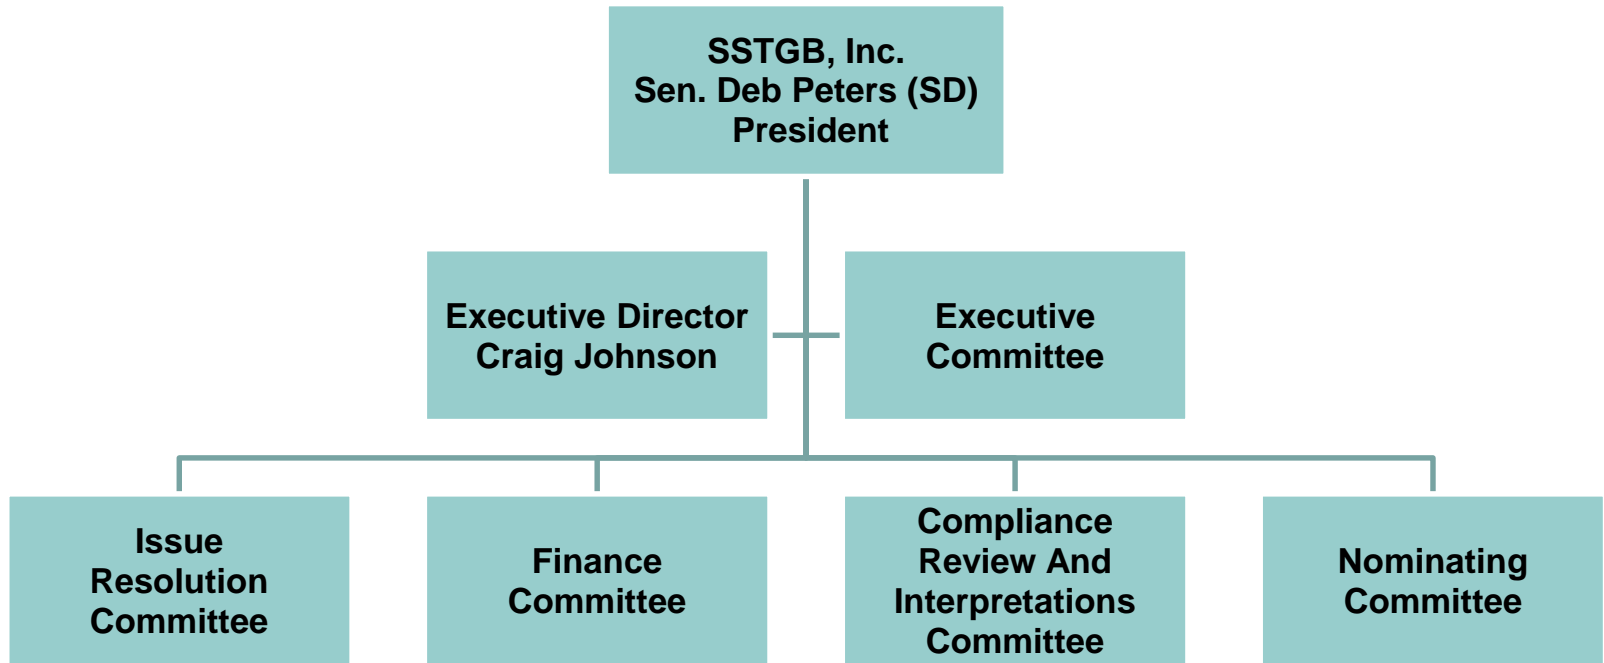 SSTGB, Inc.
Sen. Deb Peters (SD)
President
Executive Director
Craig Johnson
Executive
Committee
Issue
Resolution
Committee
Finance
Committee
Compliance
Review And
Interpretations
Committee
Nominating
Committee